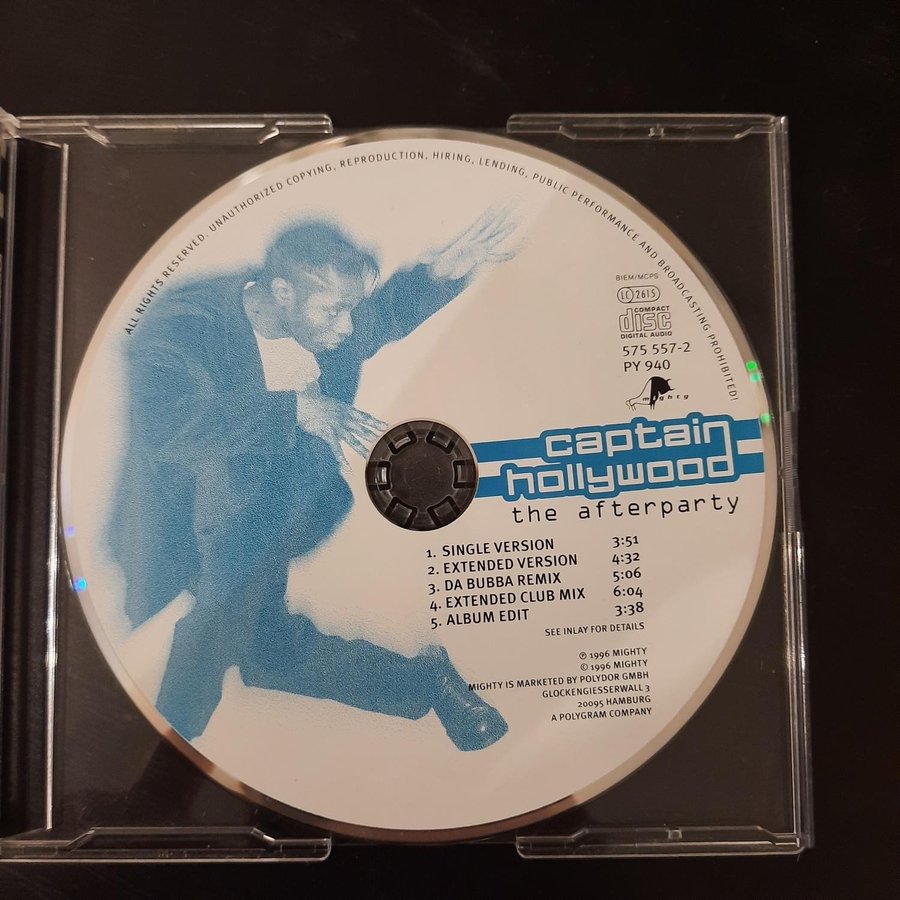 ALL RIGHTS RESERVED. UNAUTHORIZED COPYING, REPRODUCTION, HIRING, LENDING, PUBLIC PERFORMANCE AND BROADCASTING PROHIBITED!
BIEM/MCPS
LC 2615
COMPACT
disc
DIGITAL AUDIO
575 557-2
PY 940
mighty
captain
hollywood
the afterparty
1. SINGLE VERSION 3:51
2. EXTENDED VERSION 4:32
3. DA BUBBA REMIX 5:06
4. EXTENDED CLUB MIX 6:04
5. ALBUM EDIT 3:38
SEE INLAY FOR DETAILS
℗ 1996 MIGHTY
© 1996 MIGHTY
MIGHTY IS MARKETED BY POLYDOR GMBH
GLOCKENGIESSERWALL 3
20095 HAMBURG
A POLYGRAM COMPANY